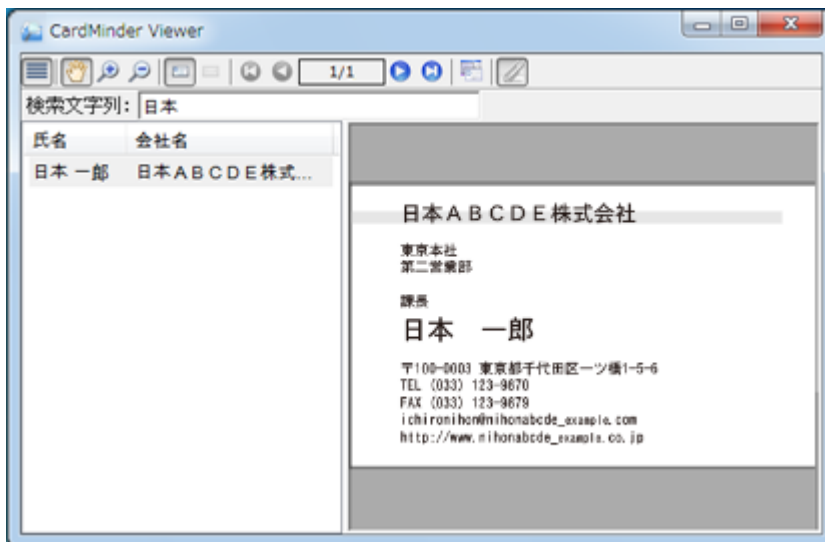 CardMinder Viewer
1/1
検索文字列: 日本
氏名 会社名
日本 一郎 日本ＡＢＣＤＥ株式...
日本ＡＢＣＤＥ株式会社
東京本社
第二営業部
課長
日本　一郎
〒100-0003 東京都千代田区一ツ橋1-5-6
TEL (033) 123-9670
FAX (033) 123-9679
ichironihon@nihonabcde_example.com
http://www.nihonabcde_example.co.jp